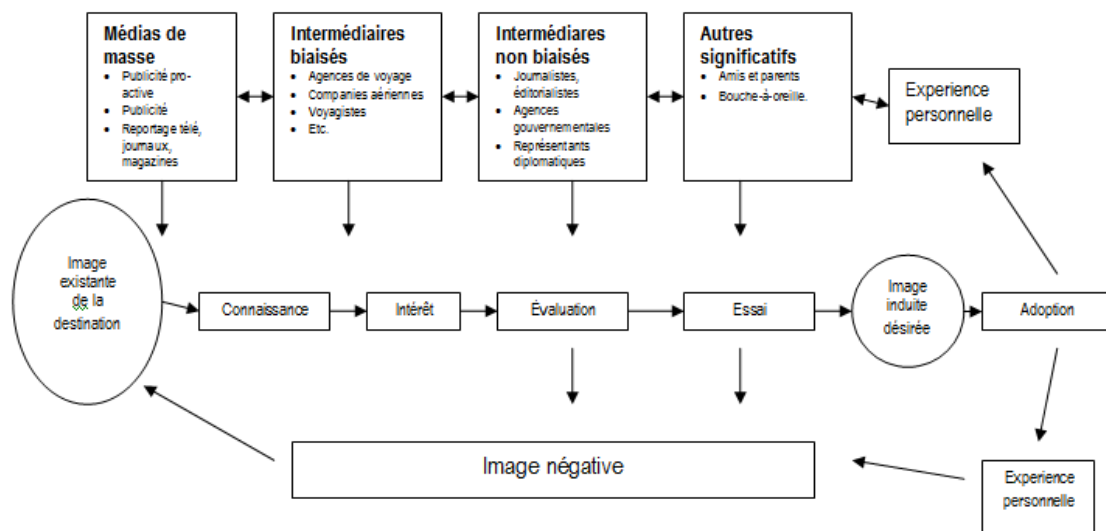 Médias de
masse
• Publicité pro-
active
• Publicité
• Reportage télé,
journaux,
magazines
Intermédiaires
biaisés
• Agences de voyage
• Companies aériennes
• Voyagistes
• Etc.
Intermédiares
non biaisés
• Journalistes,
éditorialistes
• Agences
gouvernementales
• Représentants
diplomatiques
Autres
significatifs
• Amis et parents
• Bouche-à-oreille.
Experience
personnelle
Image
existante
de la
destination
Connaissance
Intérêt
Évaluation
Essai
Image
induite
désirée
Adoption
Image négative
Experience
personnelle